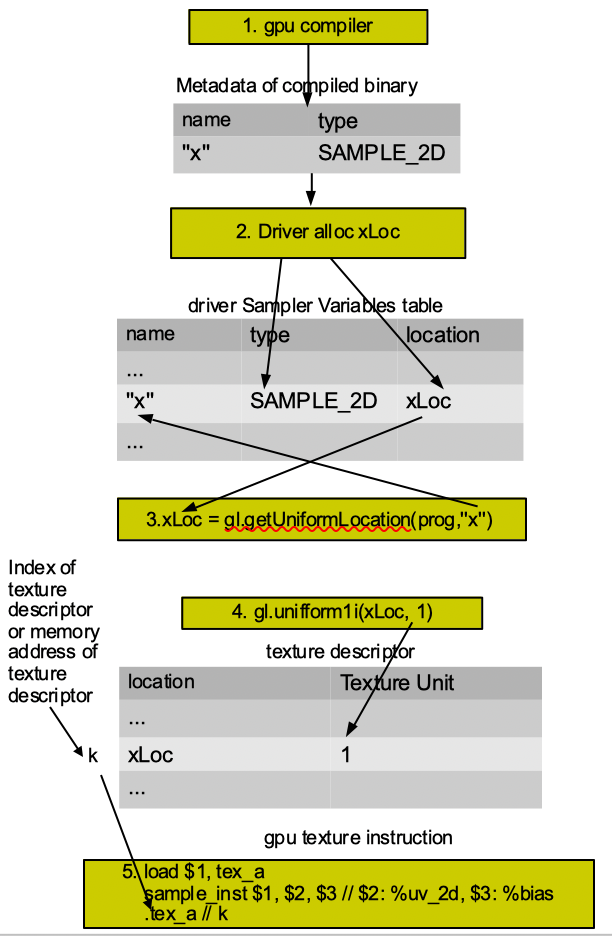 1. gpu compiler
Metadata of compiled binary
name type
"x" SAMPLE_2D
2. Driver alloc xLoc
driver Sampler Variables table
name type location
...
"x" SAMPLE_2D xLoc
...
3.xLoc = gl.getUniformLocation(prog,"x")
Index of
texture
descriptor
or memory
address of
texture
descriptor
4. gl.unifform1i(xLoc, 1)
texture descriptor
location Texture Unit
...
k xLoc 1
...
gpu texture instruction
5. load $1, tex_a
sample_inst $1, $2, $3 // $2: %uv_2d, $3: %bias
.tex_a // k